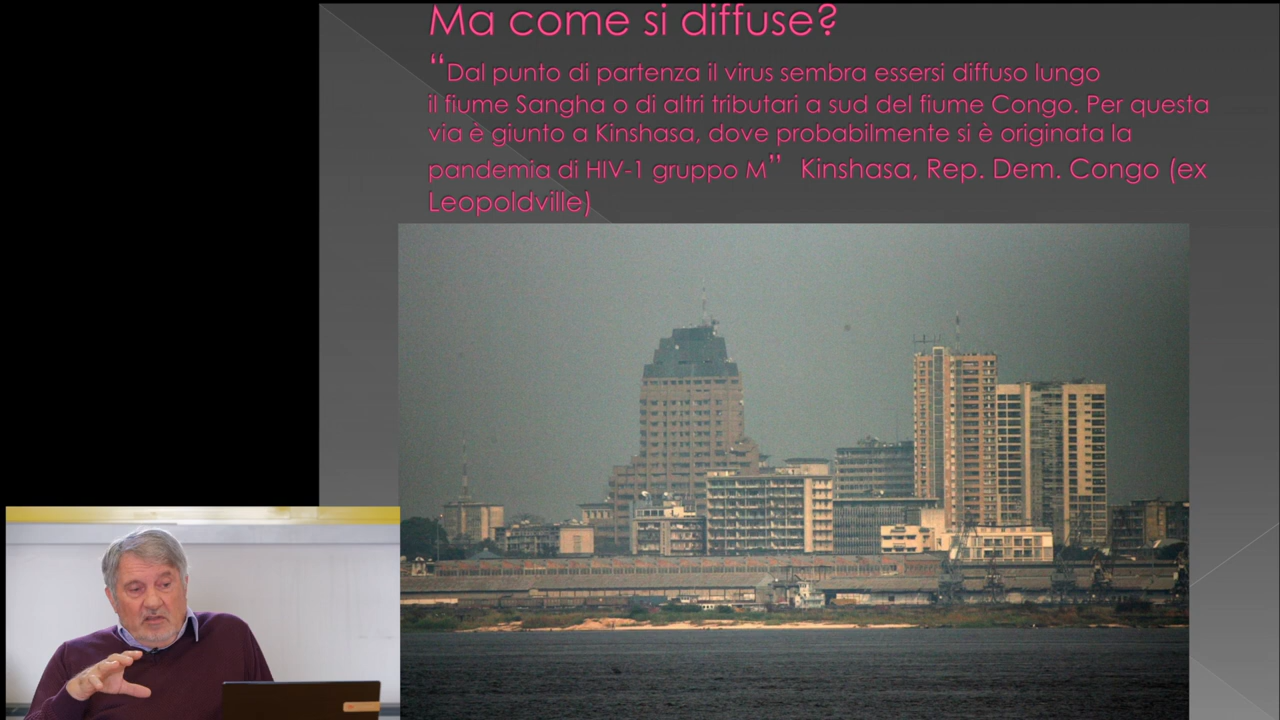 Ma come si diffuse?
“Dal punto di partenza il virus sembra essersi diffuso lungo
il fiume Sangha o di altri tributari a sud del fiume Congo. Per questa
via è giunto a Kinshasa, dove probabilmente si è originata la
pandemia di HIV-1 gruppo M” Kinshasa, Rep. Dem. Congo (ex
Leopoldville)